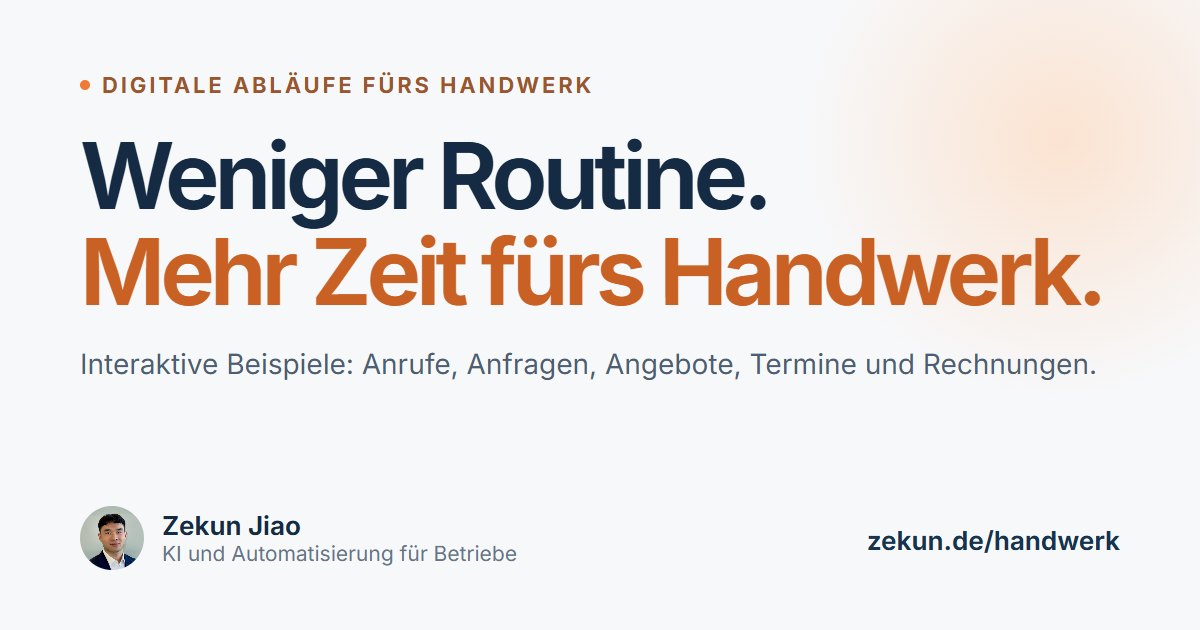 DIGITALE ABLÄUFE FÜRS HANDWERK
Weniger Routine.
Mehr Zeit fürs Handwerk.
Interaktive Beispiele: Anrufe, Anfragen, Angebote, Termine und Rechnungen.
Zekun Jiao
KI und Automatisierung für Betriebe
zekun.de/handwerk